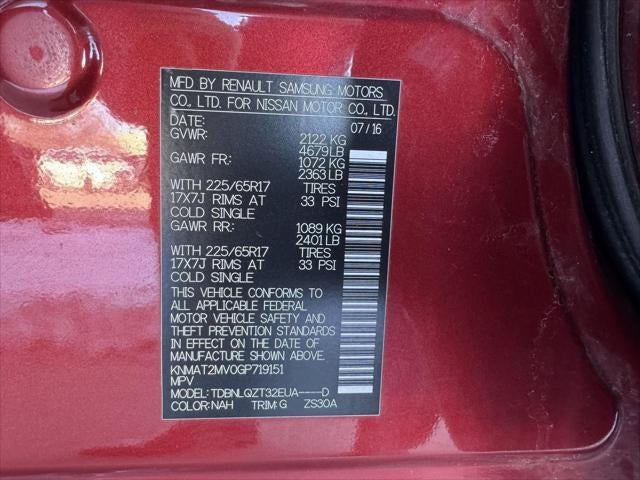 MFD BY RENAULT SAMSUNG MOTORS
CO., LTD. FOR NISSAN MOTOR CO., LTD.
DATE: 07/16
GVWR: 2122 KG
4679LB
GAWR FR: 1072 KG
2363 LB
WITH 225/65R17 TIRES
17X7J RIMS AT 33 PSI
COLD SINGLE
GAWR RR: 1089 KG
2401LB
WITH 225/65R17 TIRES
17X7J RIMS AT 33 PSI
COLD SINGLE
THIS VEHICLE CONFORMS TO
ALL APPLICABLE FEDERAL
MOTOR VEHICLE SAFETY AND
THEFT PREVENTION STANDARDS
IN EFFECT ON THE DATE OF
MANUFACTURE SHOWN ABOVE.
KNMAT2MV0GP719151
MPV
MODEL: TDBNLQZT32EUA----D
COLOR: NAH TRIM: G ZS30A